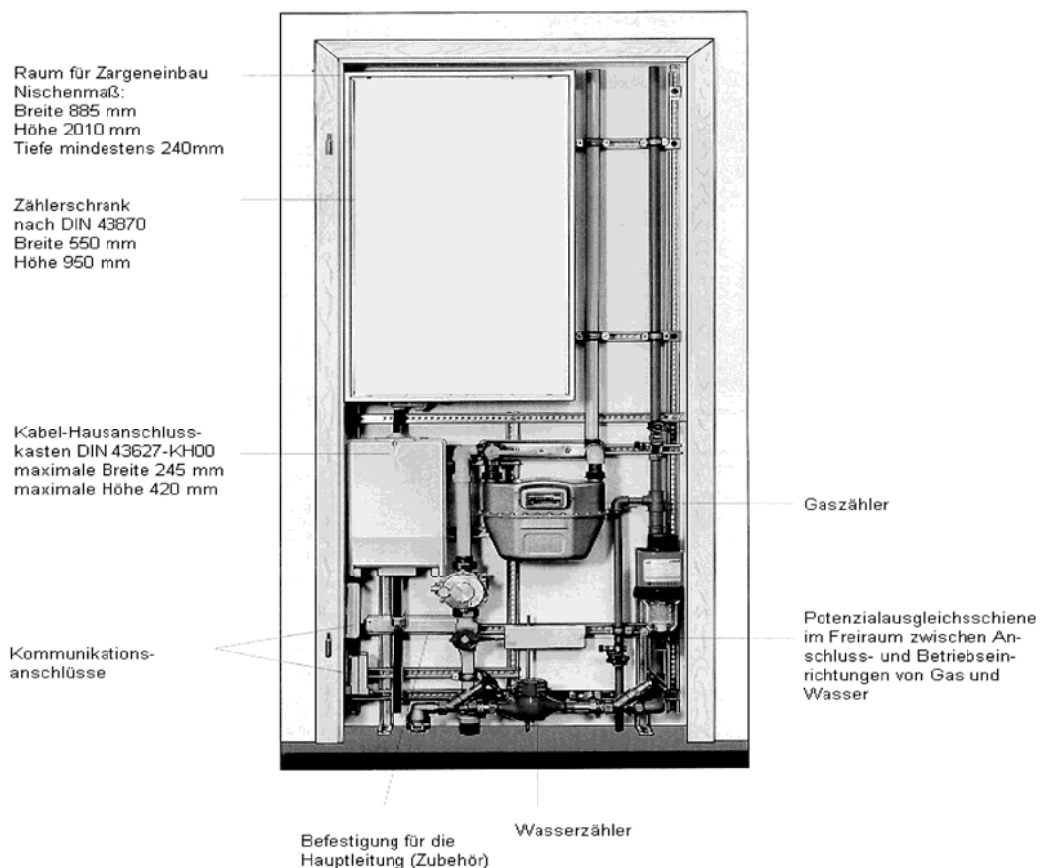 Raum für Zargeneinbau
Nischenmaß:
Breite 885 mm
Höhe 2010 mm
Tiefe mindestens 240mm
Zählerschrank
nach DIN 43870
Breite 550 mm
Höhe 950 mm
Kabel-Hausanschluss-
kasten DIN 43627-KH00
maximale Breite 245 mm
maximale Höhe 420 mm
Gaszähler
Kommunikations-
anschlüsse
Potenzialausgleichsschiene
im Freiraum zwischen An-
schluss- und Betriebsein-
richtungen von Gas und
Wasser
Befestigung für die
Hauptleitung (Zubehör)
Wasserzähler